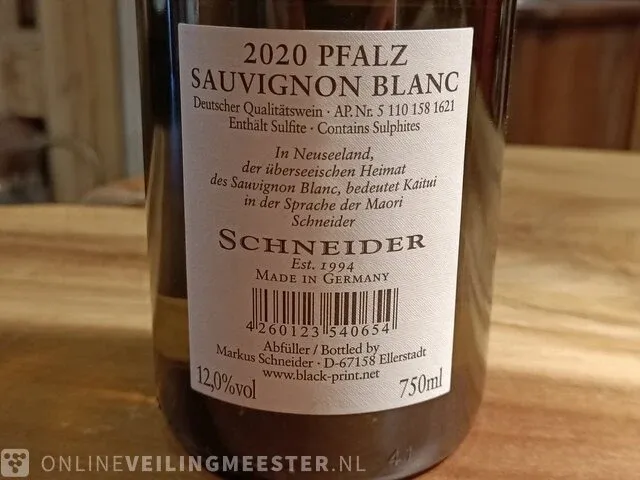 2020 PFALZ
SAUVIGNON BLANC
Deutscher Qualitätswein · AP. Nr. 5 110 158 1621
Enthält Sulfite · Contains Sulphites
In Neuseeland,
der überseeischen Heimat
des Sauvignon Blanc, bedeutet Kaitui
in der Sprache der Maori
Schneider
SCHNEIDER
Est. 1994
MADE IN GERMANY
4 260123 540654
Abfüller / Bottled by
Markus Schneider · D-67158 Ellerstadt
www.black-print.net
12,0%vol 750ml
ONLINEVEILINGMEESTER.NL